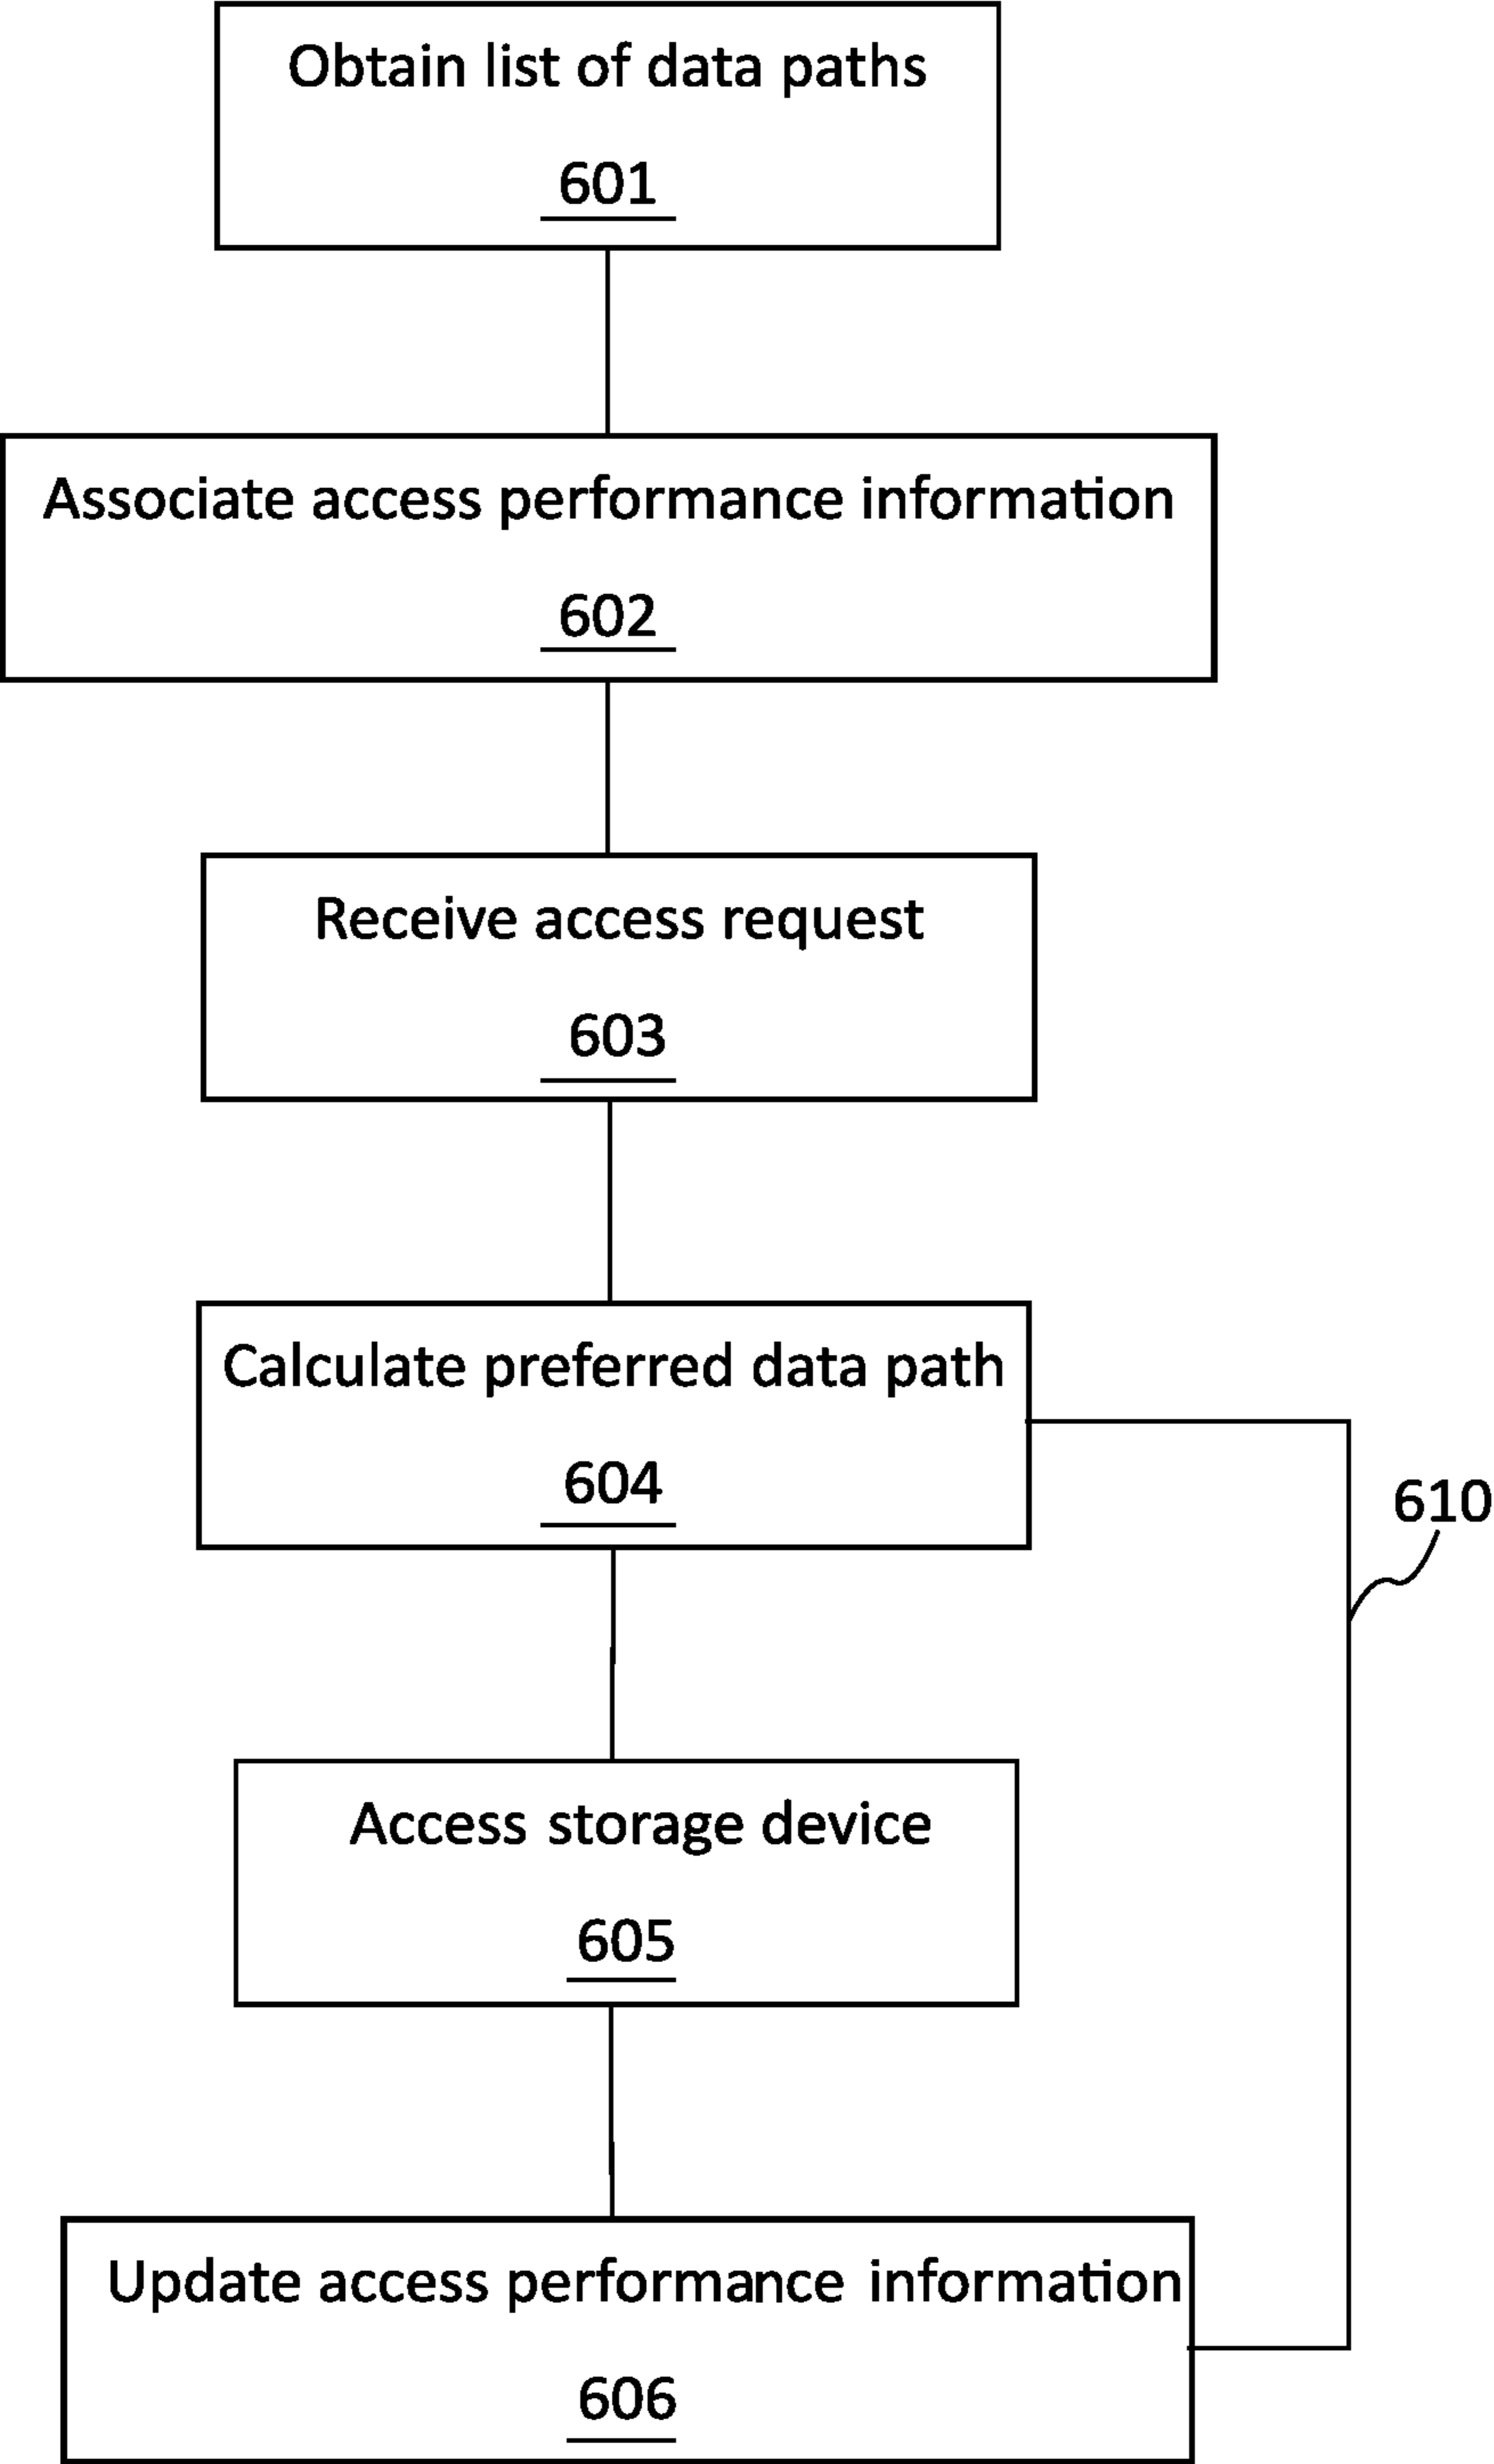 Obtain list of data paths
601
Associate access performance information
602
Receive access request
603
Calculate preferred data path
604
610
Access storage device
605
Update access performance information
606